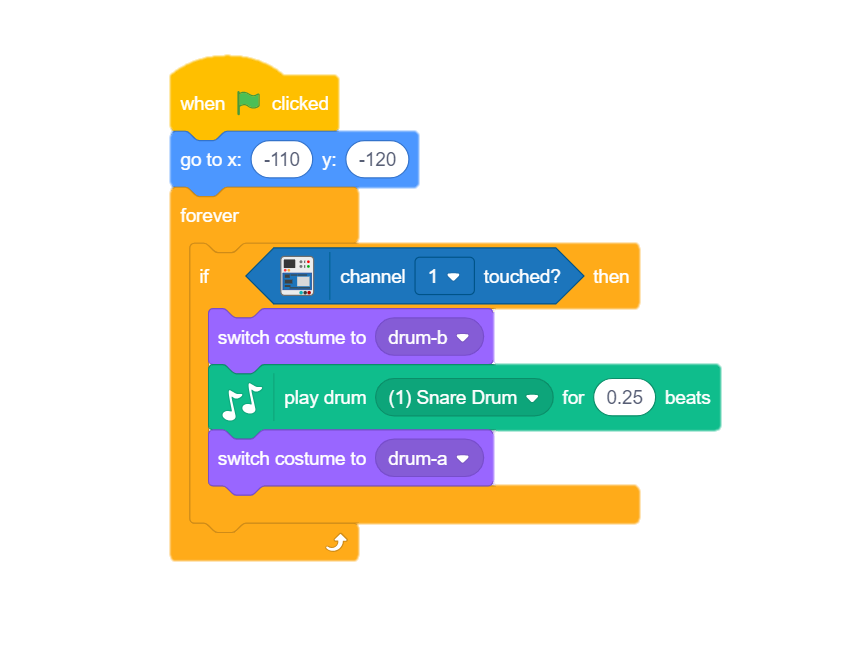 when clicked
go to x: -110 y: -120
forever
if channel 1 touched? then
switch costume to drum-b
play drum (1) Snare Drum for 0.25 beats
switch costume to drum-a